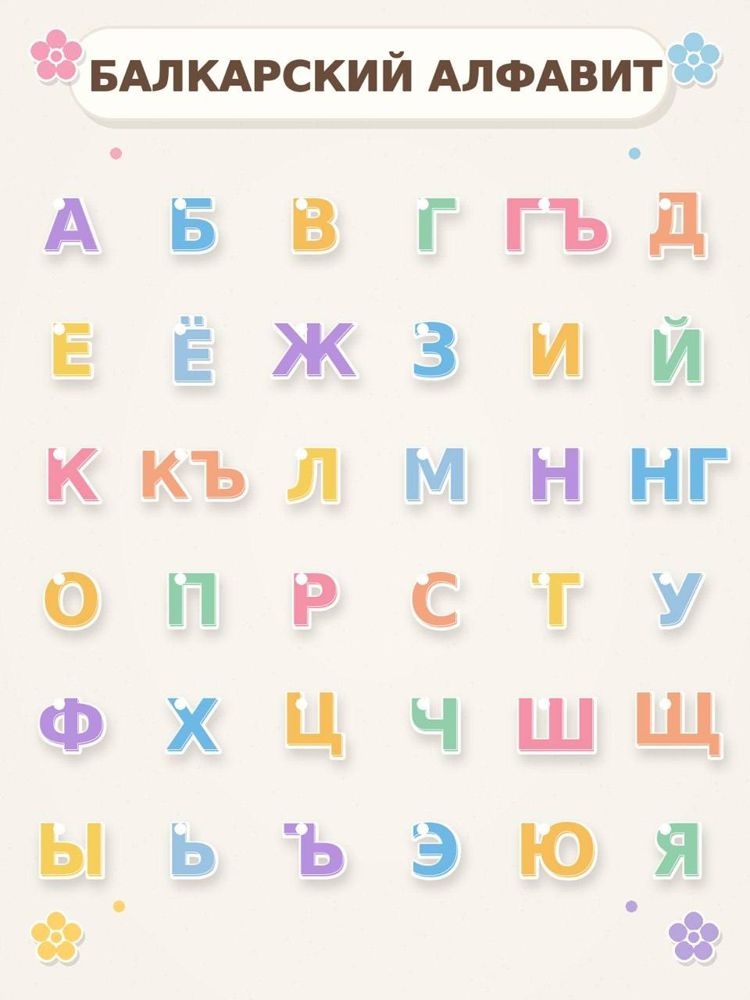 БАЛКАРСКИЙ АЛФАВИТ
А Б В Г ГЪ Д
Е Ё Ж З И Й
К КЪ Л М Н НГ
О П Р С Т У
Ф Х Ц Ч Ш Щ
Ы Ь Ъ Э Ю Я